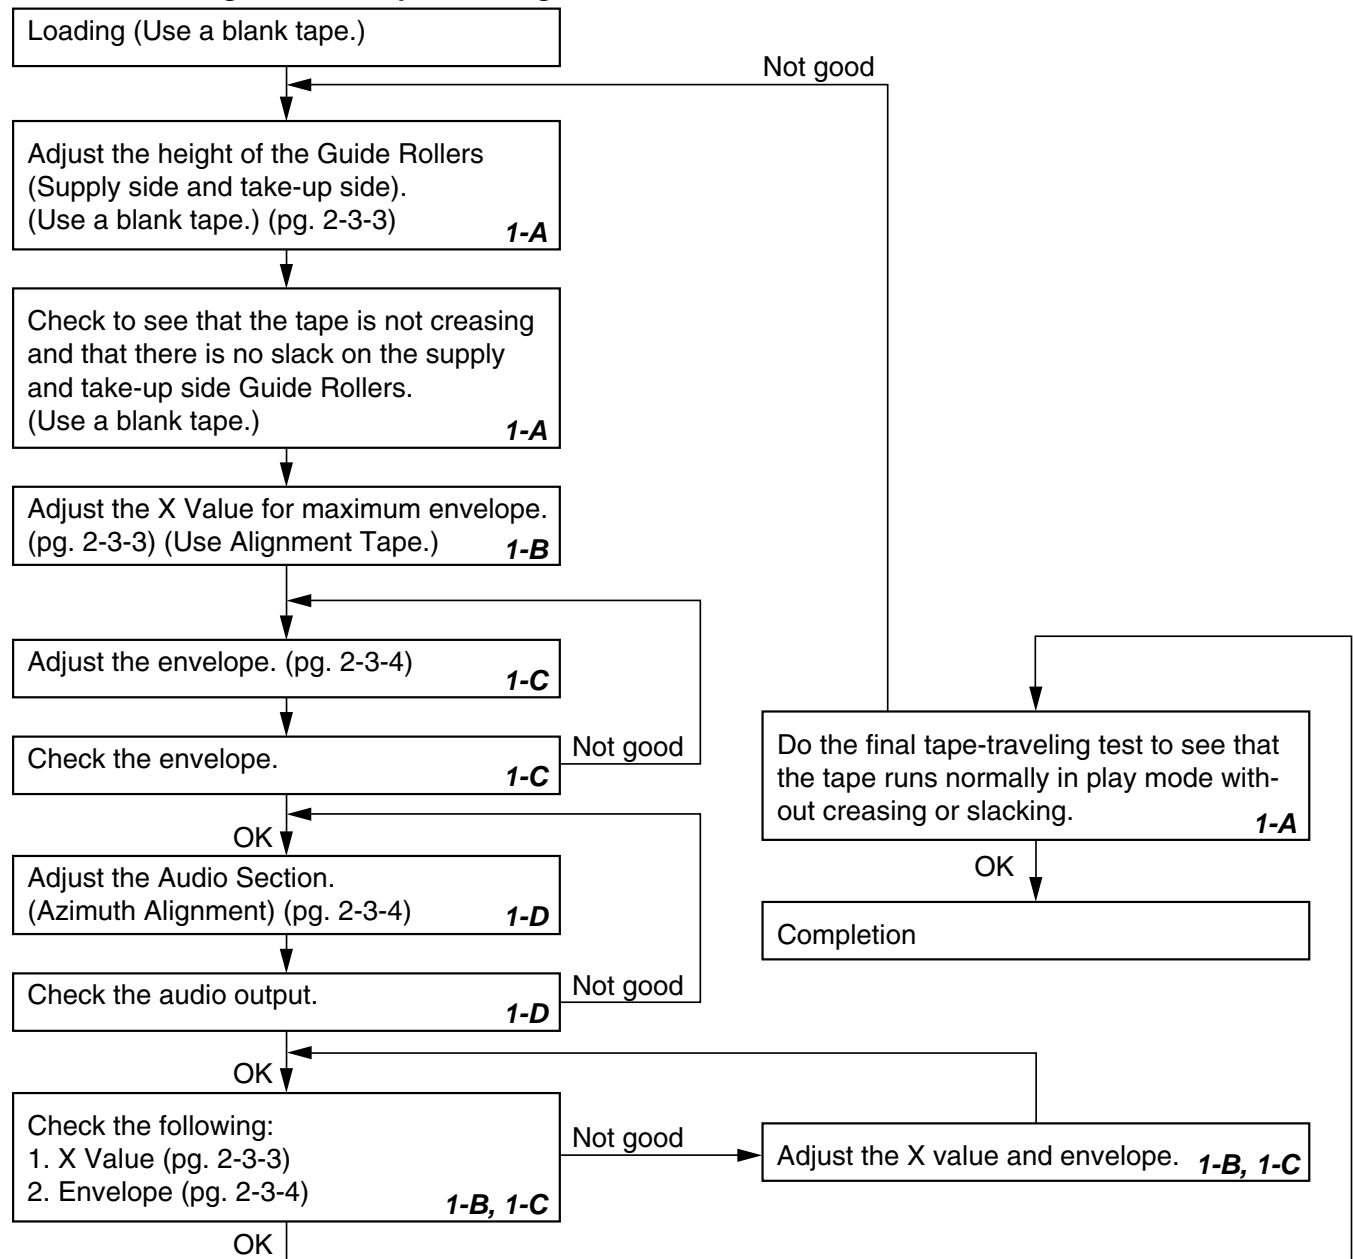 Loading (Use a blank tape.)
Not good
Adjust the height of the Guide Rollers
(Supply side and take-up side).
(Use a blank tape.) (pg. 2-3-3)
1-A
Check to see that the tape is not creasing
and that there is no slack on the supply
and take-up side Guide Rollers.
(Use a blank tape.)
1-A
Adjust the X Value for maximum envelope.
(pg. 2-3-3) (Use Alignment Tape.)
1-B
Adjust the envelope. (pg. 2-3-4)
1-C
Check the envelope.
1-C
Not good
OK
Adjust the Audio Section.
(Azimuth Alignment) (pg. 2-3-4)
1-D
Check the audio output.
1-D
Not good
OK
Check the following:
1. X Value (pg. 2-3-3)
2. Envelope (pg. 2-3-4)
1-B, 1-C
Not good
Adjust the X value and envelope.
1-B, 1-C
OK
Do the final tape-traveling test to see that
the tape runs normally in play mode with-
out creasing or slacking.
1-A
OK
Completion